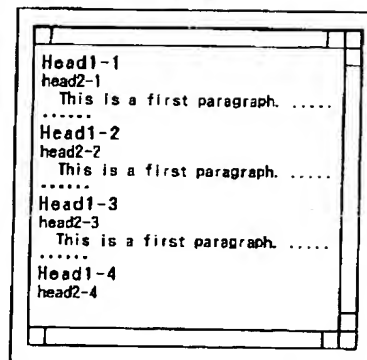 Head1-1
head2-1
This is a first paragraph. .....
......
Head1-2
head2-2
This is a first paragraph. .....
......
Head1-3
head2-3
This is a first paragraph. .....
......
Head1-4
head2-4